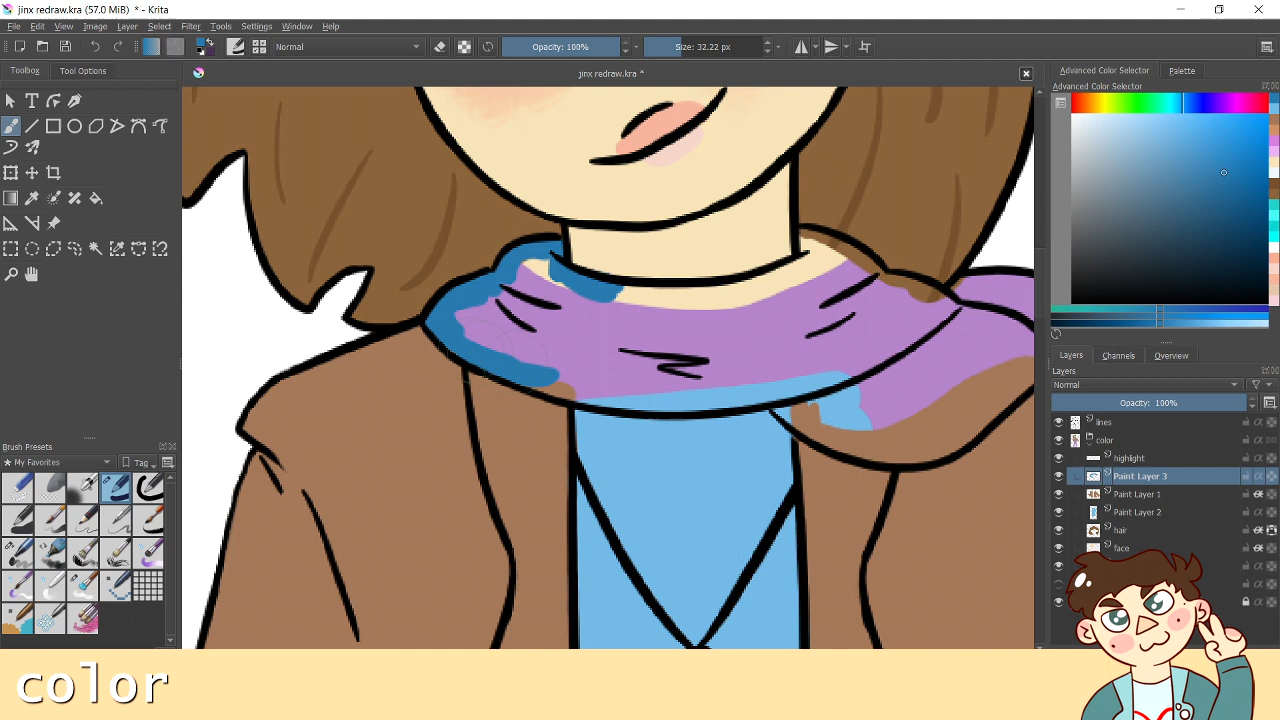 jinx redraw.kra (57.0 MiB) * - Krita
File Edit View Image Layer Select Filter Tools Settings Window Help
Normal Opacity: 100% Size: 32.22 px
Toolbox Tool Options
jinx redraw.kra *
Advanced Color Selector Palette
Advanced Color Selector
Layers Channels Overview
Layers
Normal
Opacity: 100%
lines
color
highlight
Paint Layer 3
Paint Layer 1
Paint Layer 2
hair
face
Brush Presets
My Favorites Tag
color